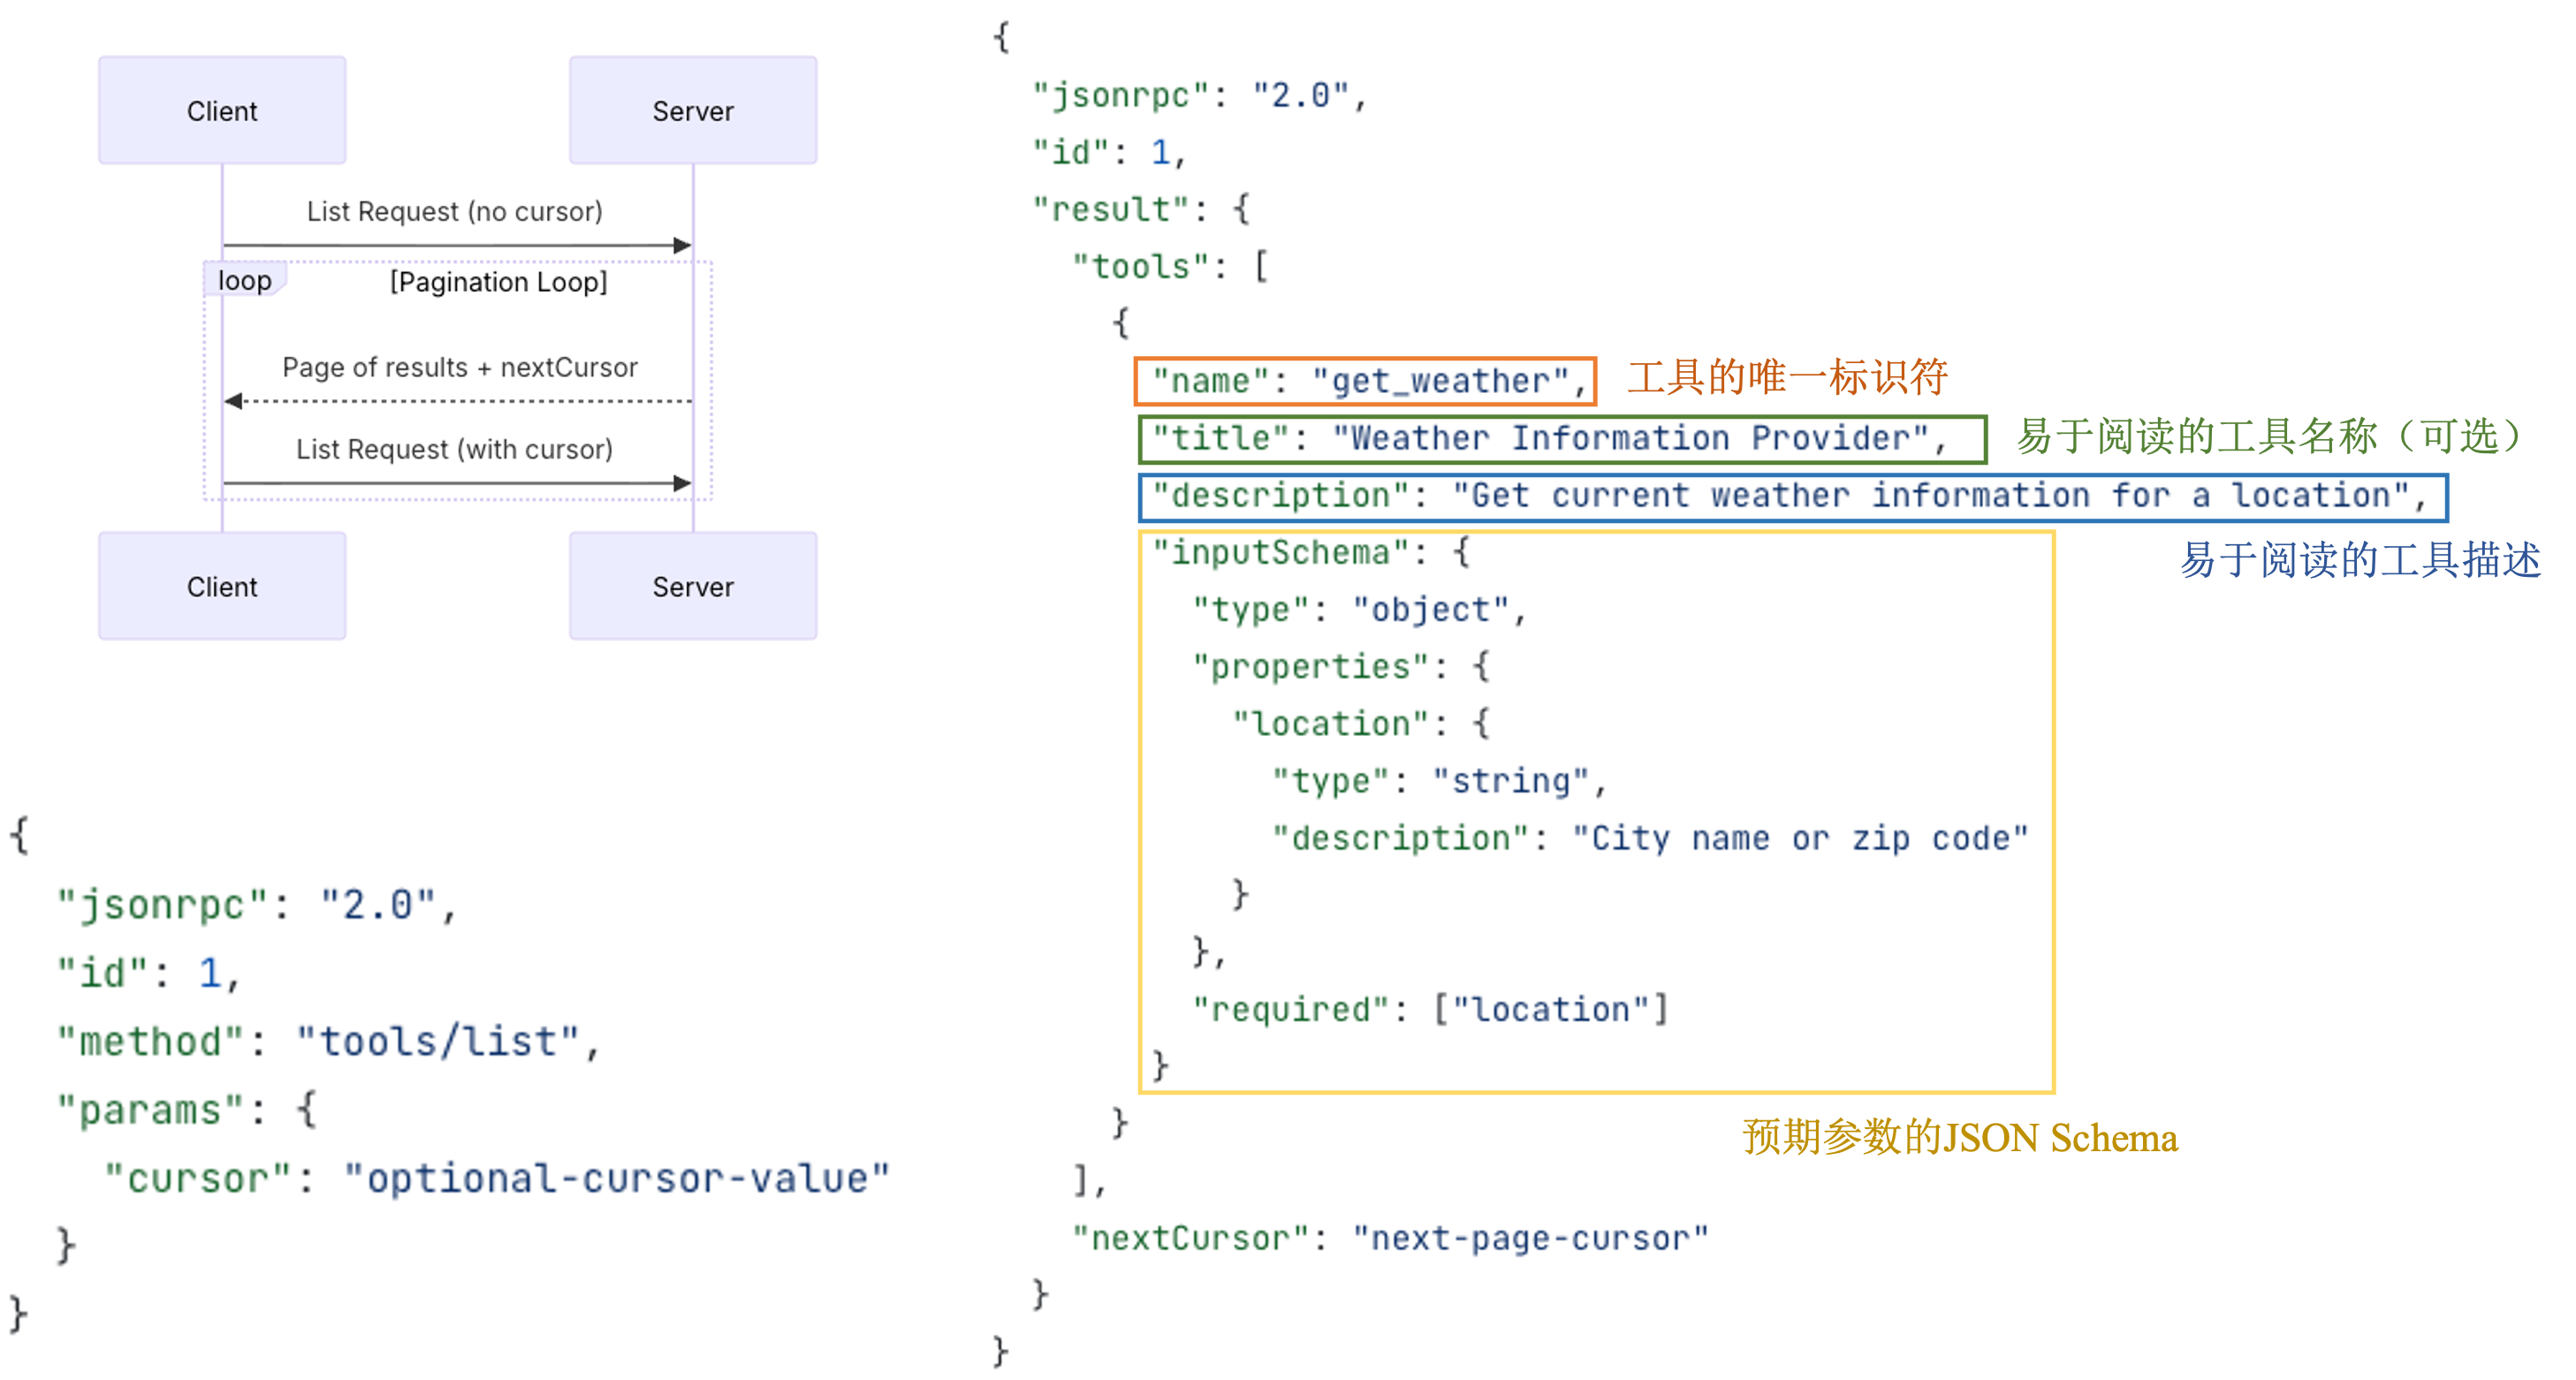 Client
Server
List Request (no cursor)
loop
[Pagination Loop]
Page of results + nextCursor
List Request (with cursor)
Client
Server
{
"jsonrpc": "2.0",
"id": 1,
"method": "tools/list",
"params": {
"cursor": "optional-cursor-value"
}
}
{
"jsonrpc": "2.0",
"id": 1,
"result": {
"tools": [
{
"name": "get_weather", 工具的唯一标识符
"title": "Weather Information Provider", 易于阅读的工具名称（可选）
"description": "Get current weather information for a location",
易于阅读的工具描述
"inputSchema": {
"type": "object",
"properties": {
"location": {
"type": "string",
"description": "City name or zip code"
}
},
"required": ["location"]
}
}
预期参数的JSON Schema
],
"nextCursor": "next-page-cursor"
}
}